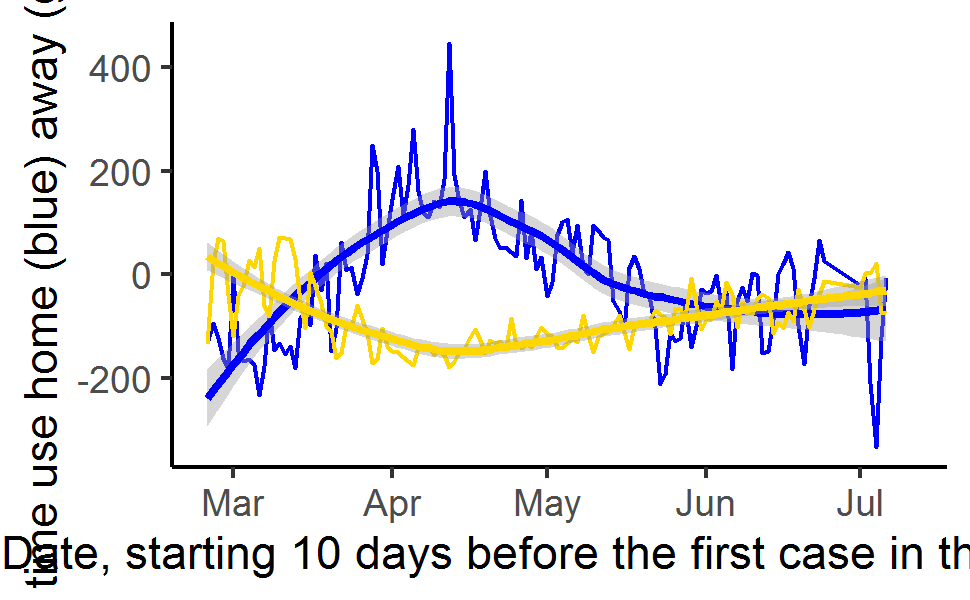 time use home (blue) away (g
400
200
0
-200
Mar Apr May Jun Jul
Date, starting 10 days before the first case in th